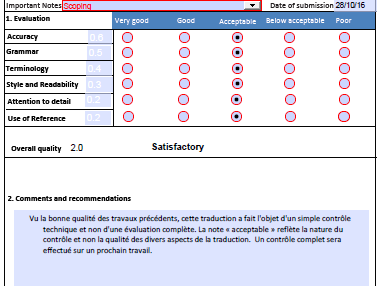 Important Notes Scoping Date of submission 28/10/16
1. Evaluation Very good Good Acceptable Below acceptable Poor
Accuracy 0.6
Grammar 0.5
Terminology 0.4
Style and Readability 0.3
Attention to detail 0.2
Use of Reference 0.2
Overall quality 2.0 Satisfactory
2. Comments and recommendations
Vu la bonne qualité des travaux précédents, cette traduction a fait l'objet d'un simple contrôle
technique et non d'une évaluation complète. La note « acceptable » reflète la nature du
contrôle et non la qualité des divers aspects de la traduction. Un contrôle complet sera
effectué sur un prochain travail.